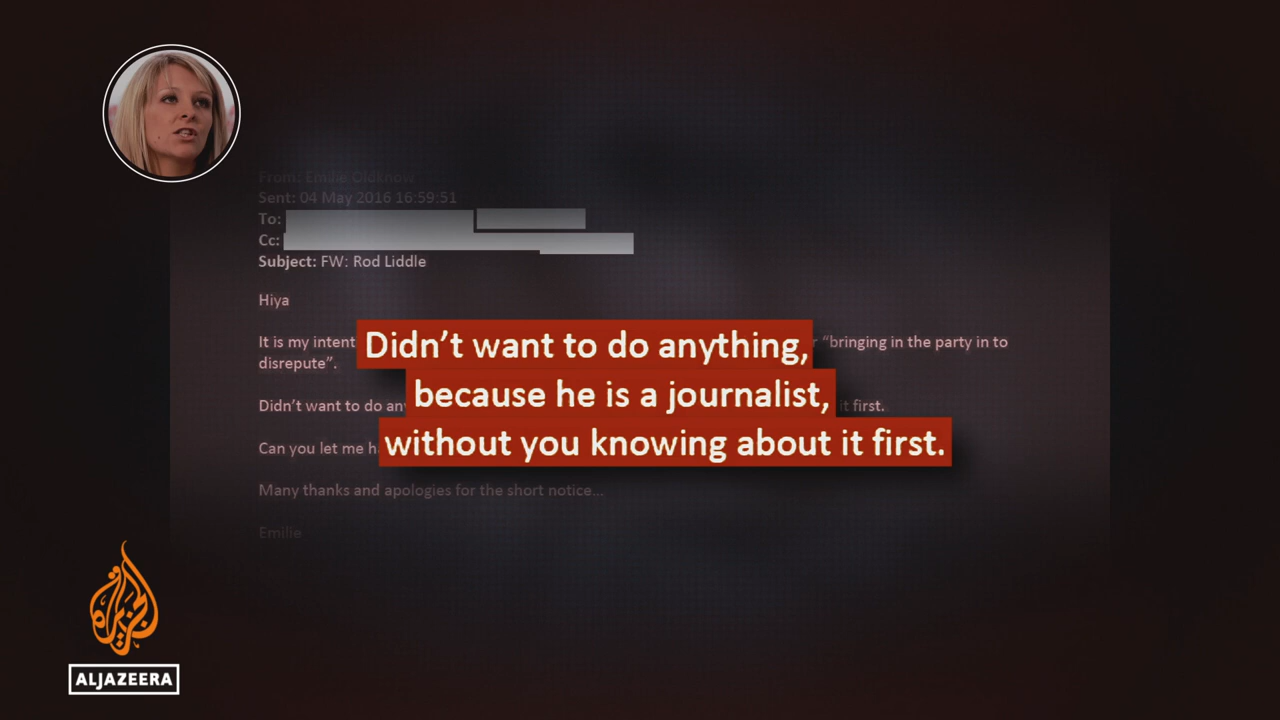 From: Emilie Oldknow
Sent: 04 May 2016 16:59:51
To:
Cc:
Subject: FW: Rod Liddle
Hiya
It is my intent “bringing in the party in to
disrepute”.
Didn’t want to do any it first.
Can you let me h
Many thanks and apologies for the short notice...
Emilie
Didn’t want to do anything,
because he is a journalist,
without you knowing about it first.
الجزيرة
ALJAZEERA